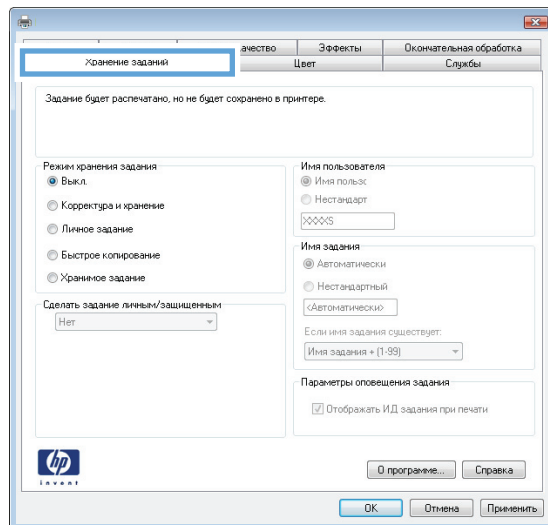 ачество Эффекты Окончательная обработка
Хранение заданий Цвет Службы
Задание будет распечатано, но не будет сохранено в принтере.
Режим хранения задания
Выкл.
Корректура и хранение
Личное задание
Быстрое копирование
Хранимое задание
Сделать задание личным/защищенным
Нет
Имя пользователя
Имя польз
Нестандарт
XXXXS
Имя задания
Автоматически
Нестандартный
<Автоматически>
Если имя задания существует:
Имя задания + (1-99)
Параметры оповещения задания
Отображать ИД задания при печати
hp
invent
О программе... Справка
OK Отмена Применить